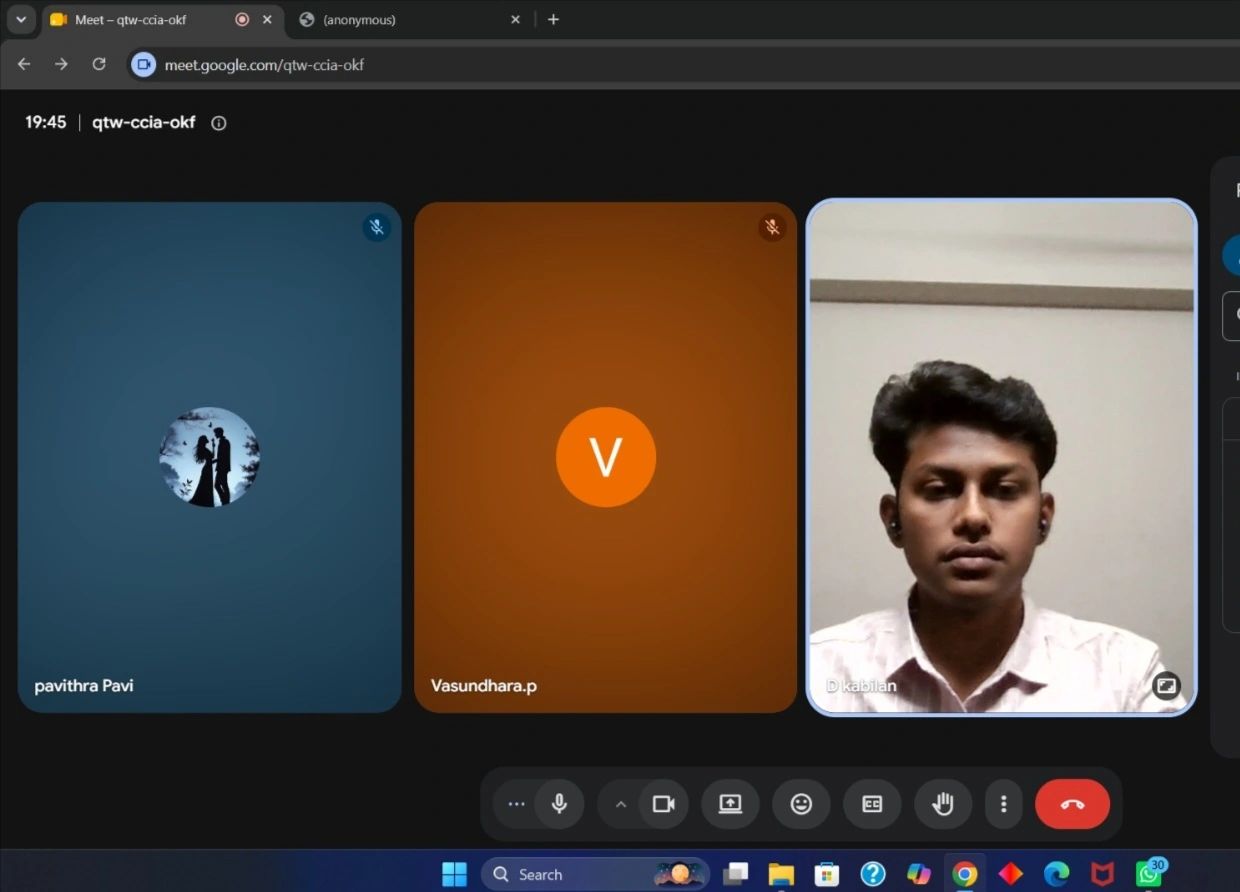 Meet – qtw-ccia-okf
(anonymous)
meet.google.com/qtw-ccia-okf
19:45 | qtw-ccia-okf
V
pavithra Pavi
Vasundhara.p
D kabilan
CC
Search
30